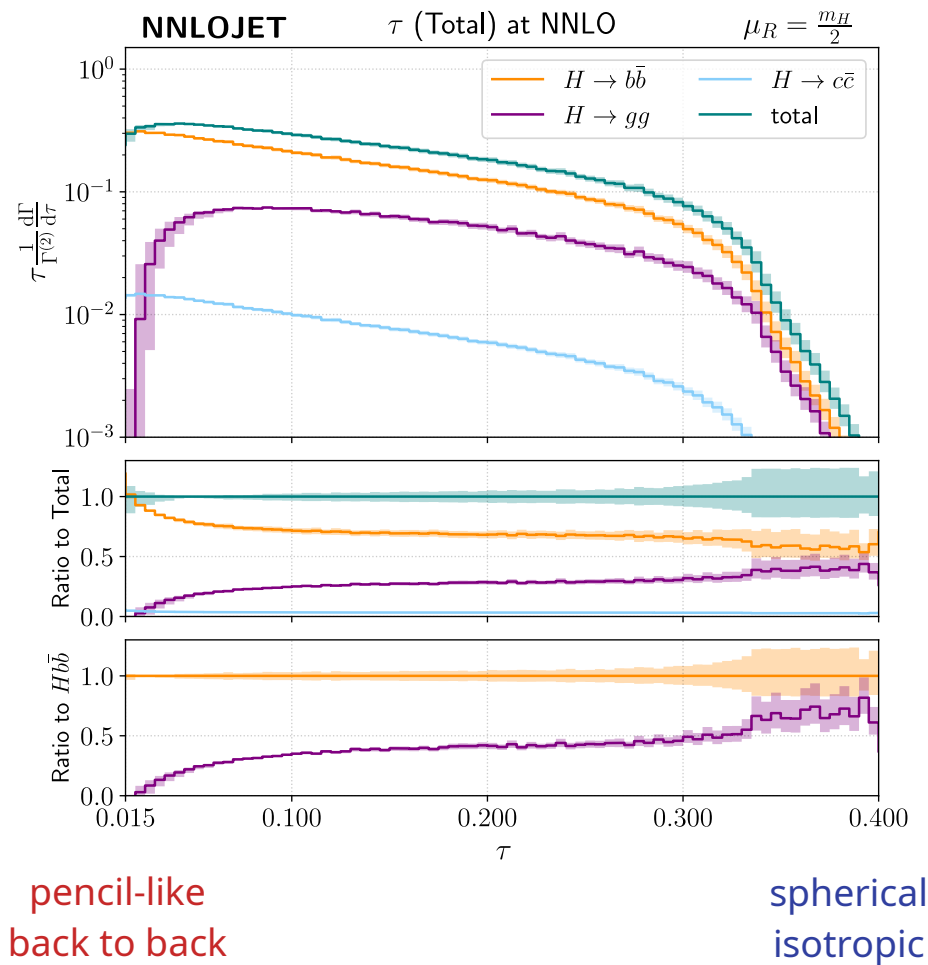 NNLOJET τ (Total) at NNLO μ_R = m_H/2
H → bb̄ H → cc̄
H → gg total
10^0
10^−1
10^−2
10^−3
τ 1/Γ^(2) dΓ/dτ
1.0
0.5
0.0
Ratio to Total
1.0
0.5
0.0
Ratio to Hbb̄
0.015 0.100 0.200 0.300 0.400
τ
pencil-like spherical
back to back isotropic